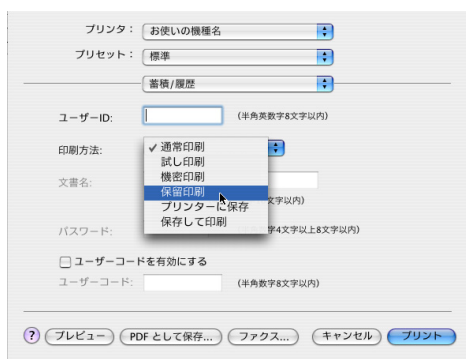 プリンタ： お使いの機種名
プリセット： 標準
蓄積/履歴
ユーザーID: (半角英数字8文字以内)
印刷方法: ✓ 通常印刷
試し印刷
機密印刷
保留印刷
文書名:
プリンターに保存 文字以内)
保存して印刷
パスワード: 字4文字以上8文字以内)
ユーザーコードを有効にする
ユーザーコード: (半角数字8文字以内)
? プレビュー PDF として保存... ファクス... キャンセル プリント